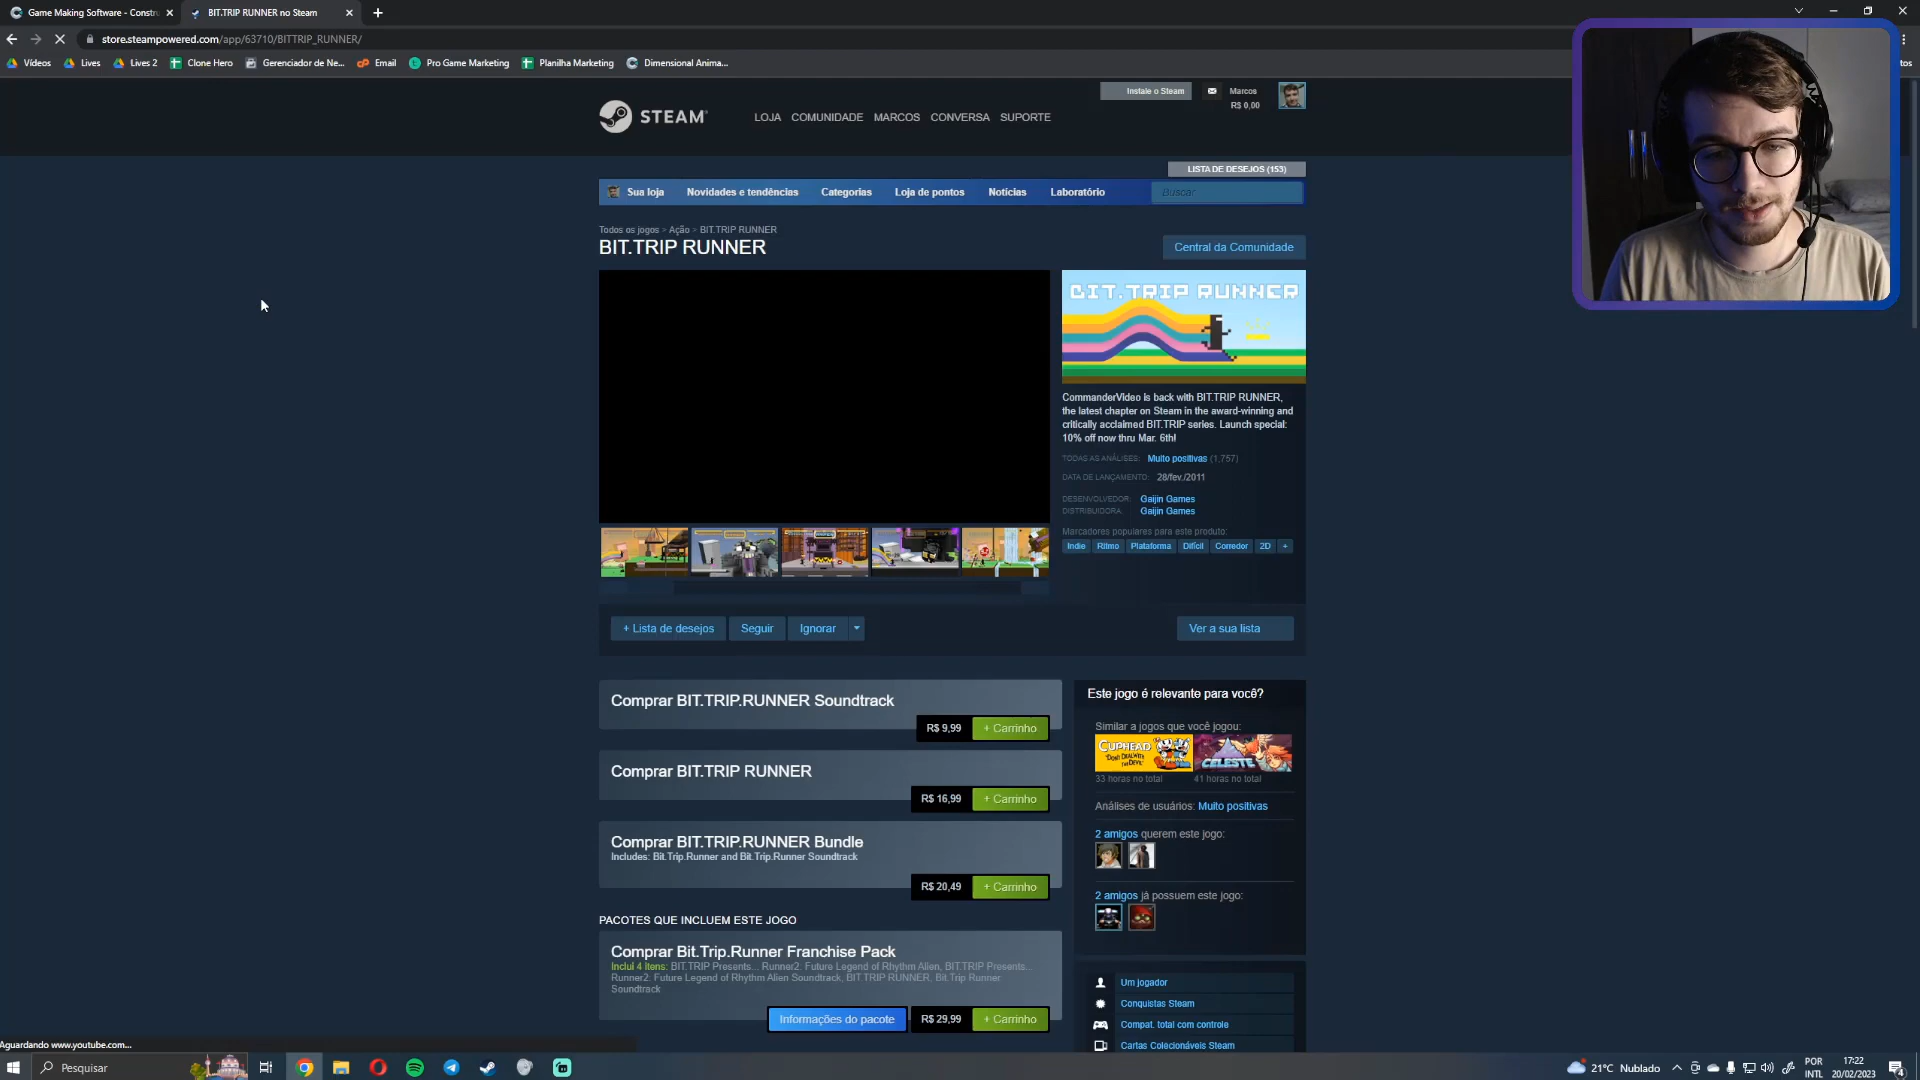 Game Making Software - Constru
BIT.TRIP RUNNER no Steam
store.steampowered.com/app/63710/BITTRIP_RUNNER/
Vídeos
Lives
Lives 2
Clone Hero
Gerenciador de Ne...
Email
Pro Game Marketing
Planilha Marketing
Dimensional Anima...
tos
Instale o Steam
Marcos
R$ 0,00
STEAM
LOJA
COMUNIDADE
MARCOS
CONVERSA
SUPORTE
LISTA DE DESEJOS (153)
Sua loja
Novidades e tendências
Categorias
Loja de pontos
Notícias
Laboratório
Buscar
Todos os jogos > Ação > BIT.TRIP RUNNER
BIT.TRIP RUNNER
Central da Comunidade
BIT.TRIP RUNNER
CommanderVideo is back with BIT.TRIP RUNNER,
the latest chapter on Steam in the award-winning and
critically acclaimed BIT.TRIP series. Launch special:
10% off now thru Mar. 6th!
TODAS AS ANÁLISES: Muito positivas (1,757)
DATA DE LANÇAMENTO: 28/fev./2011
DESENVOLVEDOR: Gaijin Games
DISTRIBUIDORA: Gaijin Games
Marcadores populares para este produto:
Indie
Ritmo
Plataforma
Difícil
Corredor
2D
+
+ Lista de desejos
Seguir
Ignorar
Ver a sua lista
Comprar BIT.TRIP.RUNNER Soundtrack
R$ 9,99
+ Carrinho
Comprar BIT.TRIP RUNNER
R$ 16,99
+ Carrinho
Comprar BIT.TRIP.RUNNER Bundle
Includes: Bit.Trip.Runner and Bit.Trip.Runner Soundtrack
R$ 20,49
+ Carrinho
PACOTES QUE INCLUEM ESTE JOGO
Comprar Bit.Trip.Runner Franchise Pack
Inclui 4 itens: BIT.TRIP Presents... Runner2: Future Legend of Rhythm Alien, BIT.TRIP Presents...
Runner2: Future Legend of Rhythm Alien Soundtrack, BIT.TRIP RUNNER, Bit.Trip Runner
Soundtrack
Informações do pacote
R$ 29,99
+ Carrinho
Este jogo é relevante para você?
Similar a jogos que você jogou:
CUPHEAD
"DON'T DEAL WITH THE DEVIL"
CELESTE
33 horas no total
41 horas no total
Análises de usuários: Muito positivas
2 amigos querem este jogo:
2 amigos já possuem este jogo:
Um jogador
Conquistas Steam
Compat. total com controle
Cartas Colecionáveis Steam
Aguardando www.youtube.com...
Pesquisar
21°C Nublado
POR
INTL
17:22
20/02/2023
4